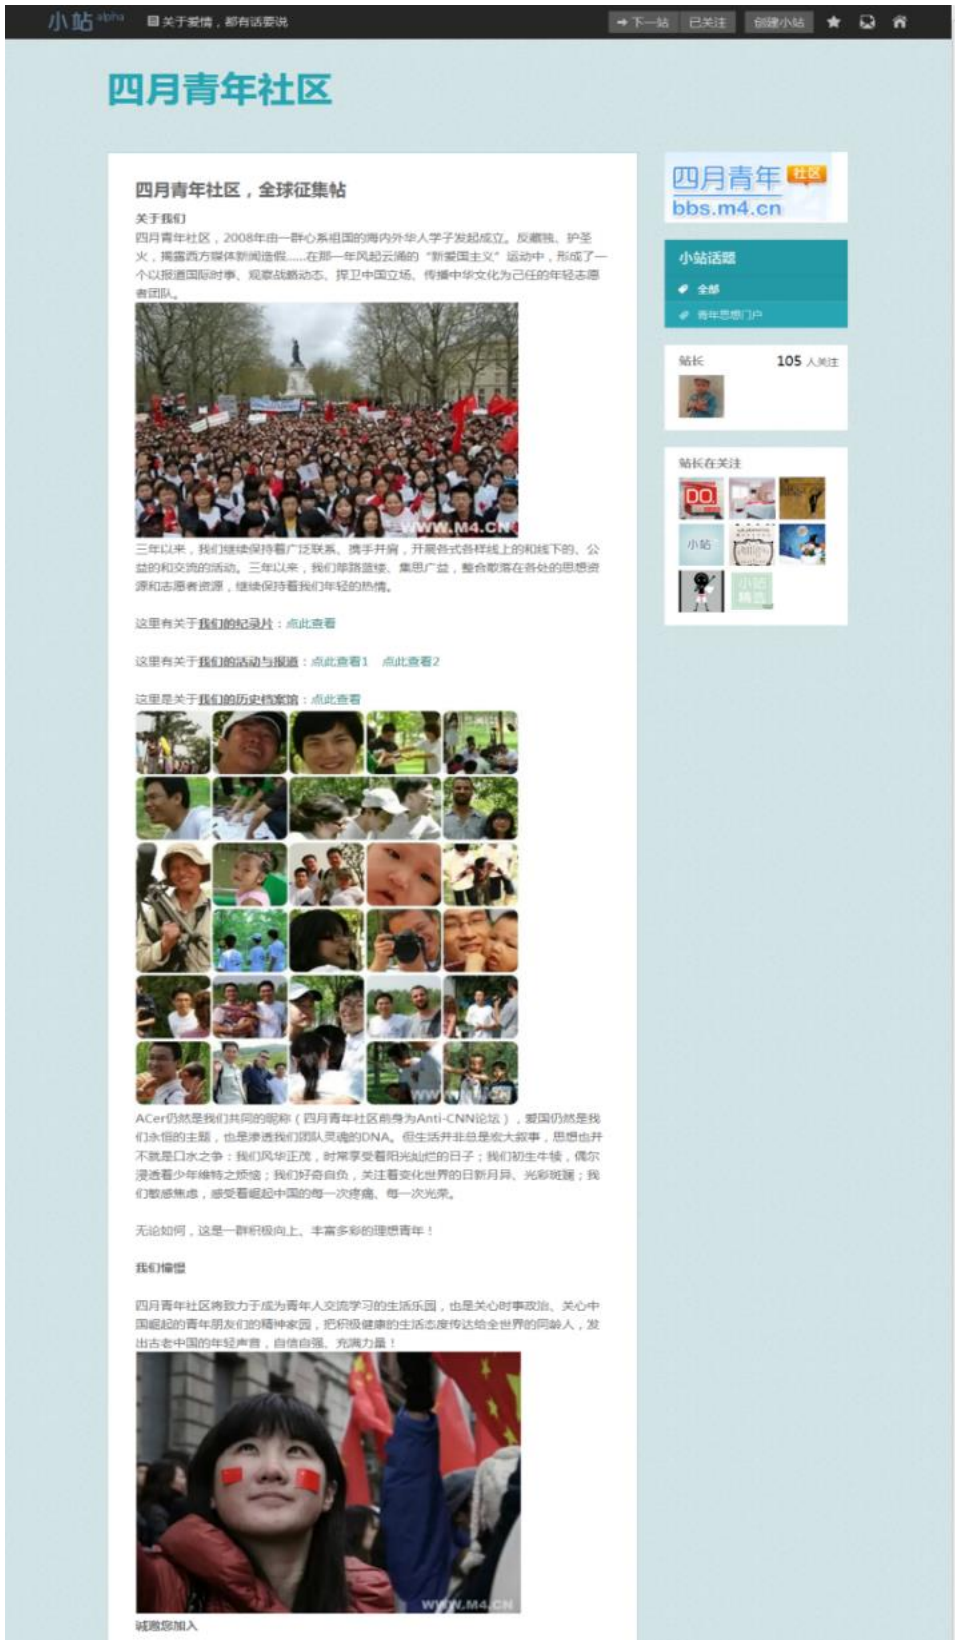 小站 alpha
关于爱情，都有话要说
下一站 已关注 创建小站
四月青年社区
四月青年社区，全球征集帖
关于我们
四月青年社区，2008年由一群心系祖国的海内外华人学子发起成立。反藏独、护圣
火，揭露西方媒体新闻造假……在那一年风起云涌的“新爱国主义”运动中，形成了一
个以报道国际时事、观察战略动态、捍卫中国立场、传播中华文化为己任的年轻志愿
者团队。
WWW.M4.CN
三年以来，我们继续保持着广泛联系、携手并肩，开展各式各样线上的和线下的、公
益的和交流的活动。三年以来，我们筚路蓝缕、集思广益，整合散落在各处的思想资
源和志愿者资源，继续保持着我们年轻的热情。
这里有关于我们的纪录片：点此查看
这里有关于我们的活动与报道：点此查看1 点此查看2
这里是关于我们的历史档案馆：点此查看
WWW.M4.CN
ACer仍然是我们共同的昵称（四月青年社区前身为Anti-CNN论坛），爱国仍然是我
们永恒的主题，也是渗透我们团队灵魂的DNA。但生活并非总是宏大叙事，思想也并
不就是口水之争：我们风华正茂，时常享受着阳光灿烂的日子；我们初生牛犊，偶尔
浸透着少年维特之烦恼；我们好奇自负，关注着变化世界的日新月异、光彩斑斓；我
们敏感焦虑，感受着崛起中国的每一次疼痛、每一次光荣。
无论如何，这是一群积极向上、丰富多彩的理想青年！
我们憧憬
四月青年社区将致力于成为青年人交流学习的生活乐园，也是关心时事政治、关心中
国崛起的青年朋友们的精神家园，把积极健康的生活态度传达给全世界的同龄人，发
出古老中国的年轻声音，自信自强、充满力量！
WWW.M4.CN
诚邀您加入
四月青年 社区
bbs.m4.cn
小站话题
全部
青年思想门户
站长 105 人关注
站长在关注
DO.
小站
小站
精选